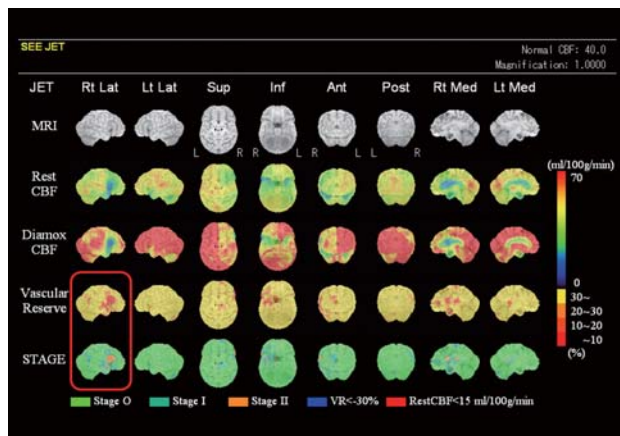 SEE JET
Normal CBF: 40.0
Magnification: 1.0000
JET Rt Lat Lt Lat Sup Inf Ant Post Rt Med Lt Med
MRI
L R R L R L L R
(ml/100g/min)
Rest
CBF
70
Diamox
CBF
0
Vascular
Reserve
30~
20~30
10~20
~10
(%)
STAGE
Stage O Stage I Stage II VR<-30% RestCBF<15 ml/100g/min